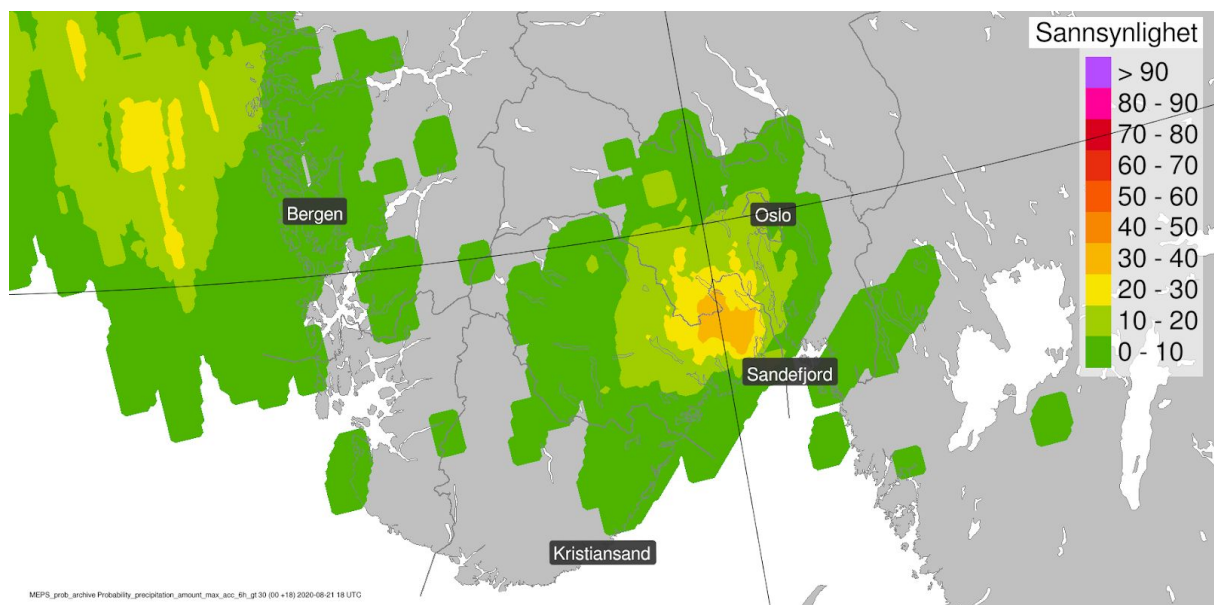 Sannsynlighet
> 90
80 - 90
70 - 80
60 - 70
50 - 60
40 - 50
30 - 40
20 - 30
10 - 20
0 - 10
Bergen
Oslo
Sandefjord
Kristiansand
MEPS_prob_archive Probability_precipitation_amount_max_acc_6h_gt 30 (00 +18) 2020-08-21 18 UTC